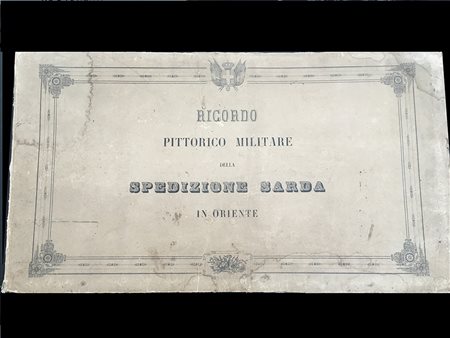 RICORDO
PITTORICO MILITARE
DELLA
SPEDIZIONE SARDA
IN ORIENTE